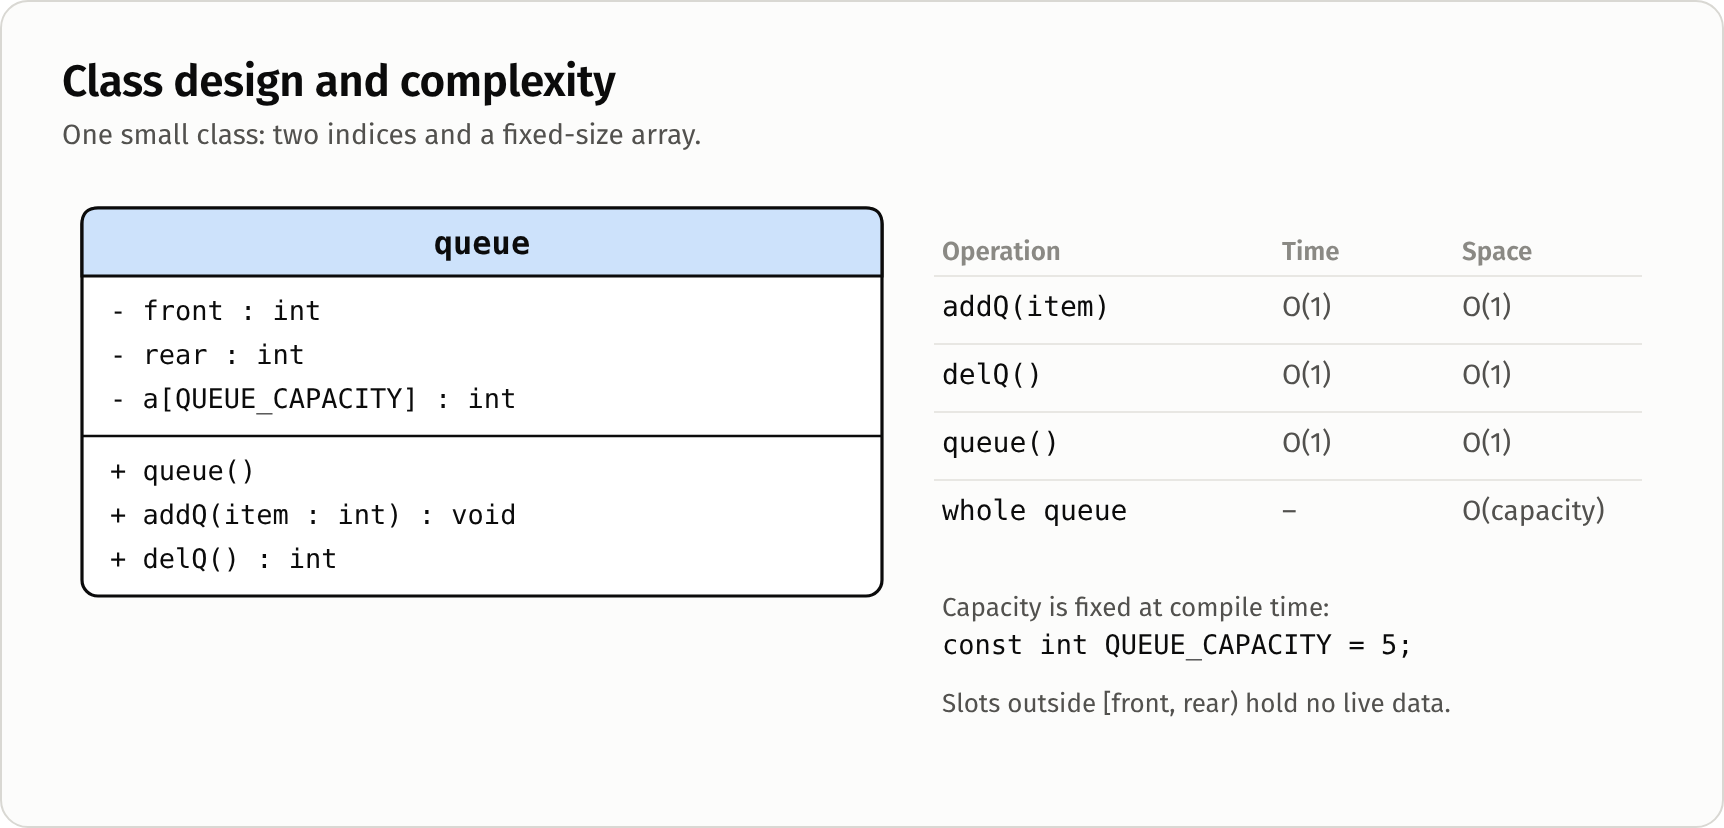 Class design and complexity
One small class: two indices and a fixed-size array.
queue
- front : int
- rear : int
- a[QUEUE_CAPACITY] : int
+ queue()
+ addQ(item : int) : void
+ delQ() : int
Operation Time Space
addQ(item) O(1) O(1)
delQ() O(1) O(1)
queue() O(1) O(1)
whole queue – O(capacity)
Capacity is fixed at compile time:
const int QUEUE_CAPACITY = 5;
Slots outside [front, rear) hold no live data.